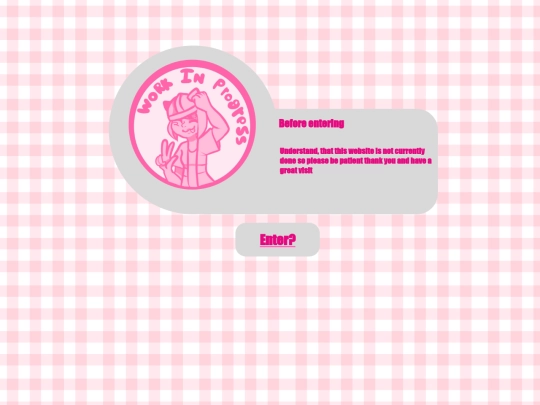 Work In Progress
Before entering
Understand, that this website is not currently
done so please be patient thank you and have a
great visit
Enter?